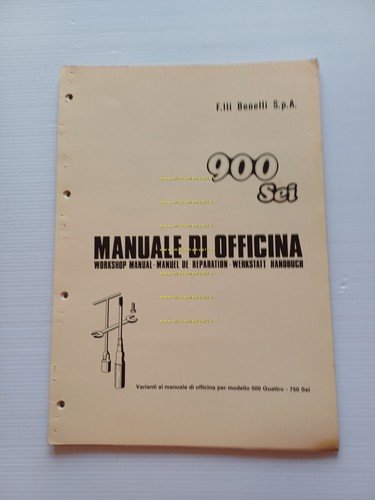 F.lli Benelli S.p.A.
900
Sei
MANUALE DI OFFICINA
WORKSHOP MANUAL - MANUEL DE REPARATION - WERKSTATT HANDBUCH
Varianti al manuale di officina per modello 500 Quattro - 750 Sei